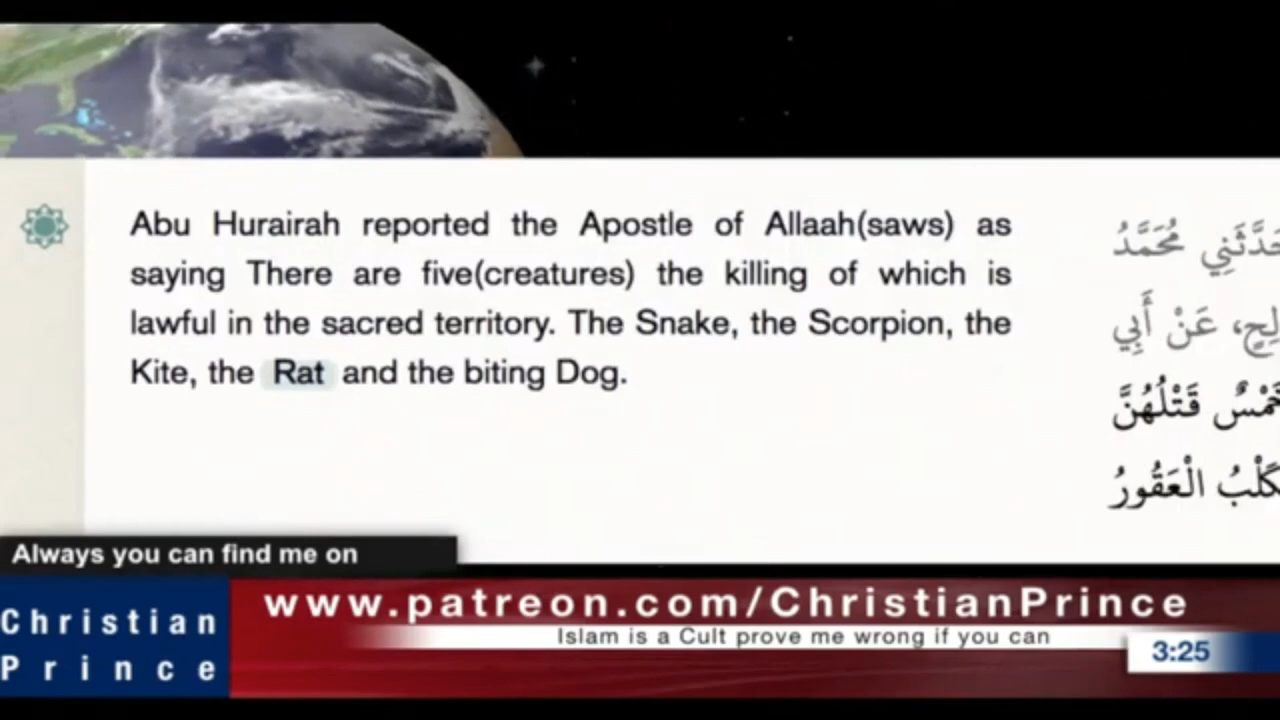 Abu Hurairah reported the Apostle of Allaah(saws) as
saying There are five(creatures) the killing of which is
lawful in the sacred territory. The Snake, the Scorpion, the
Kite, the Rat and the biting Dog.
حَدَّثَنِي مُحَمَّدُ
عَنْ أَبِي
خَمْسٌ قَتْلُهُنَّ
الْعَقُورُ
Always you can find me on
Christian
Prince
www.patreon.com/ChristianPrince
Islam is a Cult prove me wrong if you can
3:25